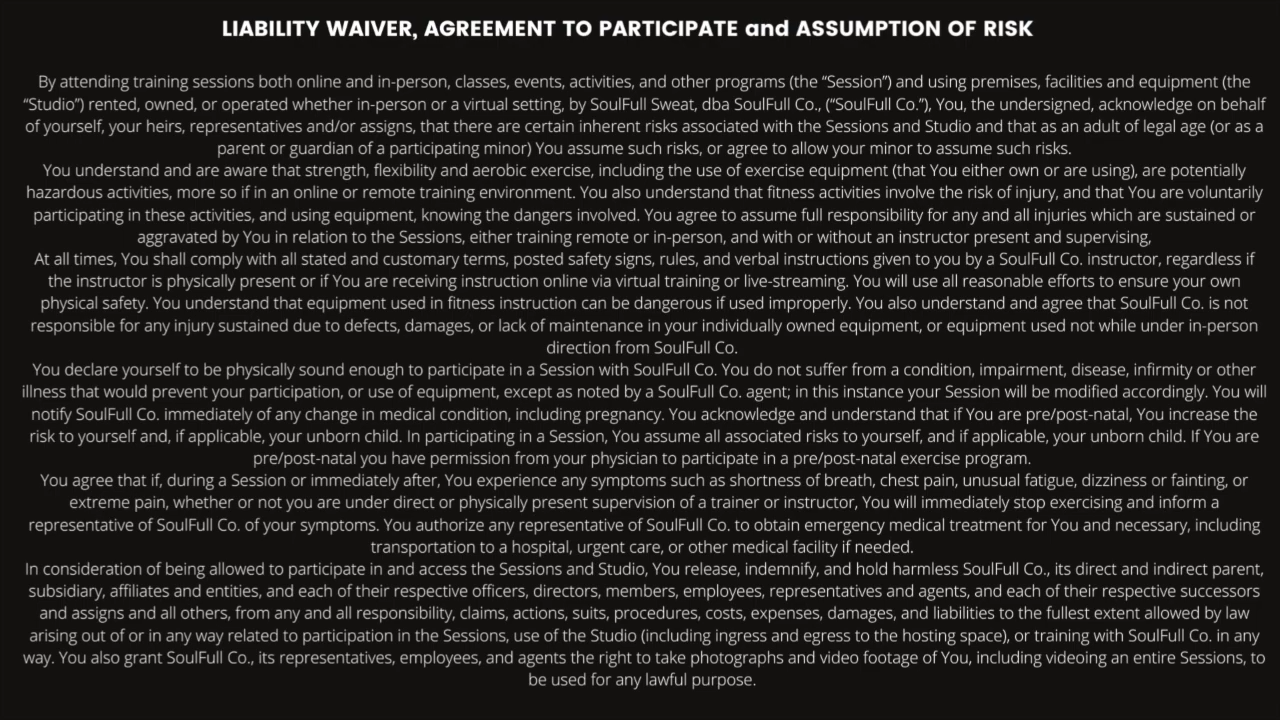 LIABILITY WAIVER, AGREEMENT TO PARTICIPATE and ASSUMPTION OF RISK
By attending training sessions both online and in-person, classes, events, activities, and other programs (the “Session”) and using premises, facilities and equipment (the
“Studio”) rented, owned, or operated whether in-person or a virtual setting, by SoulFull Sweat, dba SoulFull Co., (“SoulFull Co.”), You, the undersigned, acknowledge on behalf
of yourself, your heirs, representatives and/or assigns, that there are certain inherent risks associated with the Sessions and Studio and that as an adult of legal age (or as a
parent or guardian of a participating minor) You assume such risks, or agree to allow your minor to assume such risks.
You understand and are aware that strength, flexibility and aerobic exercise, including the use of exercise equipment (that You either own or are using), are potentially
hazardous activities, more so if in an online or remote training environment. You also understand that fitness activities involve the risk of injury, and that You are voluntarily
participating in these activities, and using equipment, knowing the dangers involved. You agree to assume full responsibility for any and all injuries which are sustained or
aggravated by You in relation to the Sessions, either training remote or in-person, and with or without an instructor present and supervising,
At all times, You shall comply with all stated and customary terms, posted safety signs, rules, and verbal instructions given to you by a SoulFull Co. instructor, regardless if
the instructor is physically present or if You are receiving instruction online via virtual training or live-streaming. You will use all reasonable efforts to ensure your own
physical safety. You understand that equipment used in fitness instruction can be dangerous if used improperly. You also understand and agree that SoulFull Co. is not
responsible for any injury sustained due to defects, damages, or lack of maintenance in your individually owned equipment, or equipment used not while under in-person
direction from SoulFull Co.
You declare yourself to be physically sound enough to participate in a Session with SoulFull Co. You do not suffer from a condition, impairment, disease, infirmity or other
illness that would prevent your participation, or use of equipment, except as noted by a SoulFull Co. agent; in this instance your Session will be modified accordingly. You will
notify SoulFull Co. immediately of any change in medical condition, including pregnancy. You acknowledge and understand that if You are pre/post-natal, You increase the
risk to yourself and, if applicable, your unborn child. In participating in a Session, You assume all associated risks to yourself, and if applicable, your unborn child. If You are
pre/post-natal you have permission from your physician to participate in a pre/post-natal exercise program.
You agree that if, during a Session or immediately after, You experience any symptoms such as shortness of breath, chest pain, unusual fatigue, dizziness or fainting, or
extreme pain, whether or not you are under direct or physically present supervision of a trainer or instructor, You will immediately stop exercising and inform a
representative of SoulFull Co. of your symptoms. You authorize any representative of SoulFull Co. to obtain emergency medical treatment for You and necessary, including
transportation to a hospital, urgent care, or other medical facility if needed.
In consideration of being allowed to participate in and access the Sessions and Studio, You release, indemnify, and hold harmless SoulFull Co., its direct and indirect parent,
subsidiary, affiliates and entities, and each of their respective officers, directors, members, employees, representatives and agents, and each of their respective successors
and assigns and all others, from any and all responsibility, claims, actions, suits, procedures, costs, expenses, damages, and liabilities to the fullest extent allowed by law
arising out of or in any way related to participation in the Sessions, use of the Studio (including ingress and egress to the hosting space), or training with SoulFull Co. in any
way. You also grant SoulFull Co., its representatives, employees, and agents the right to take photographs and video footage of You, including videoing an entire Sessions, to
be used for any lawful purpose.